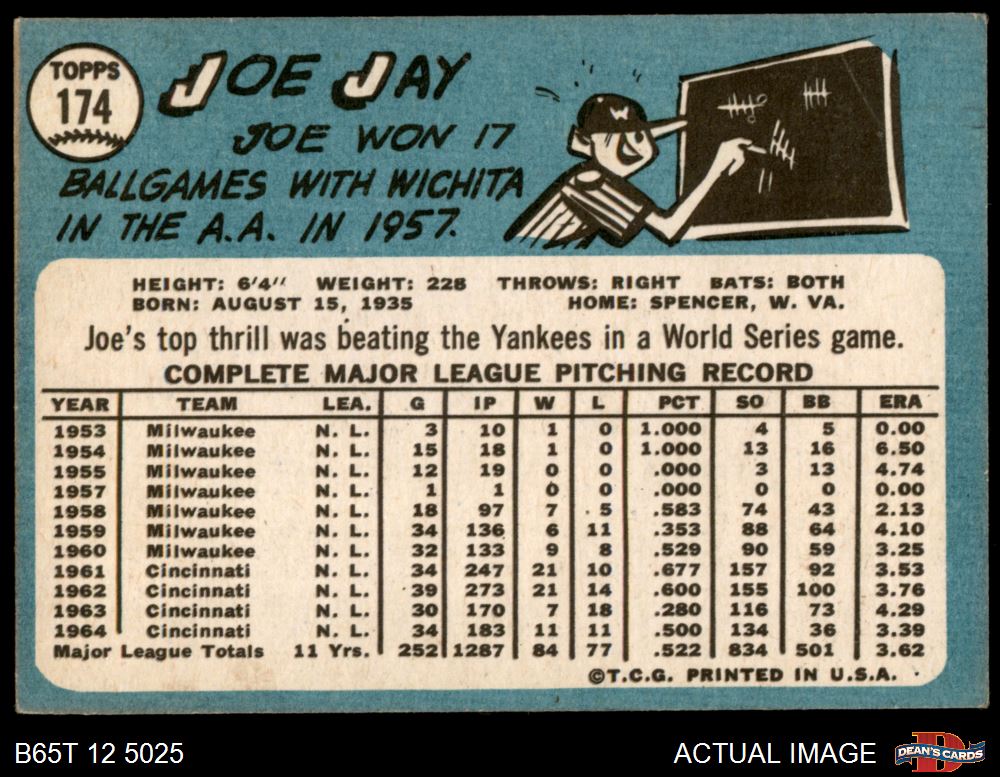 TOPPS
174
JOE JAY
JOE WON 17
BALLGAMES WITH WICHITA
IN THE A.A. IN 1957.
W
HEIGHT: 6'4" WEIGHT: 228 THROWS: RIGHT BATS: BOTH
BORN: AUGUST 15, 1935 HOME: SPENCER, W. VA.
Joe's top thrill was beating the Yankees in a World Series game.
COMPLETE MAJOR LEAGUE PITCHING RECORD
YEAR TEAM LEA. G IP W L PCT SO BB ERA
1953 Milwaukee N. L. 3 10 1 0 1.000 4 5 0.00
1954 Milwaukee N. L. 15 18 1 0 1.000 13 16 6.50
1955 Milwaukee N. L. 12 19 0 0 .000 3 13 4.74
1957 Milwaukee N. L. 1 1 0 0 .000 0 0 0.00
1958 Milwaukee N. L. 18 97 7 5 .583 74 43 2.13
1959 Milwaukee N. L. 34 136 6 11 .353 88 64 4.10
1960 Milwaukee N. L. 32 133 9 8 .529 90 59 3.25
1961 Cincinnati N. L. 34 247 21 10 .677 157 92 3.53
1962 Cincinnati N. L. 39 273 21 14 .600 155 100 3.76
1963 Cincinnati N. L. 30 170 7 18 .280 116 73 4.29
1964 Cincinnati N. L. 34 183 11 11 .500 134 36 3.39
Major League Totals 11 Yrs. 252 1287 84 77 .522 834 501 3.62
©T.C.G. PRINTED IN U.S.A.
B65T 12 5025 ACTUAL IMAGE DEAN'S CARDS